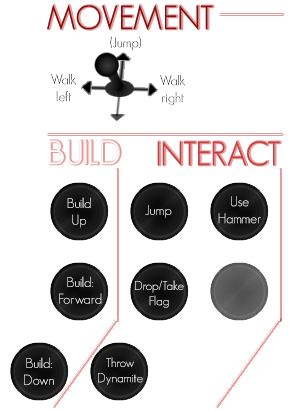 MOVEMENT
(Jump)
Walk left
Walk right
BUILD
INTERACT
Build Up
Jump
Use Hammer
Build: Forward
Drop/Take Flag
Build: Down
Throw Dynamite